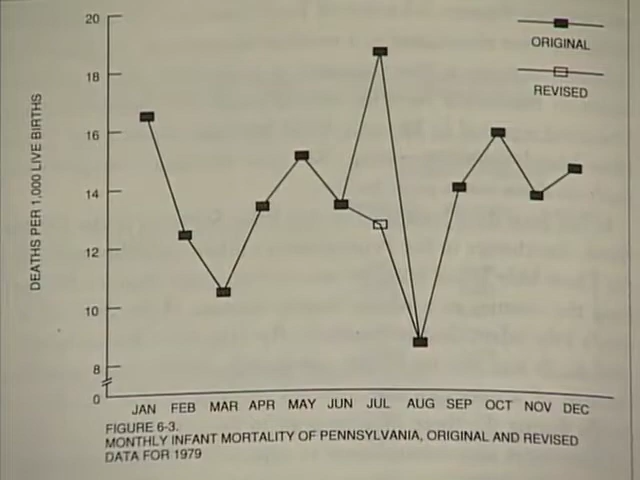 20
18
16
14
12
10
8
0
DEATHS PER 1,000 LIVE BIRTHS
ORIGINAL
REVISED
JAN FEB MAR APR MAY JUN JUL AUG SEP OCT NOV DEC
FIGURE 6-3.
MONTHLY INFANT MORTALITY OF PENNSYLVANIA, ORIGINAL AND REVISED
DATA FOR 1979